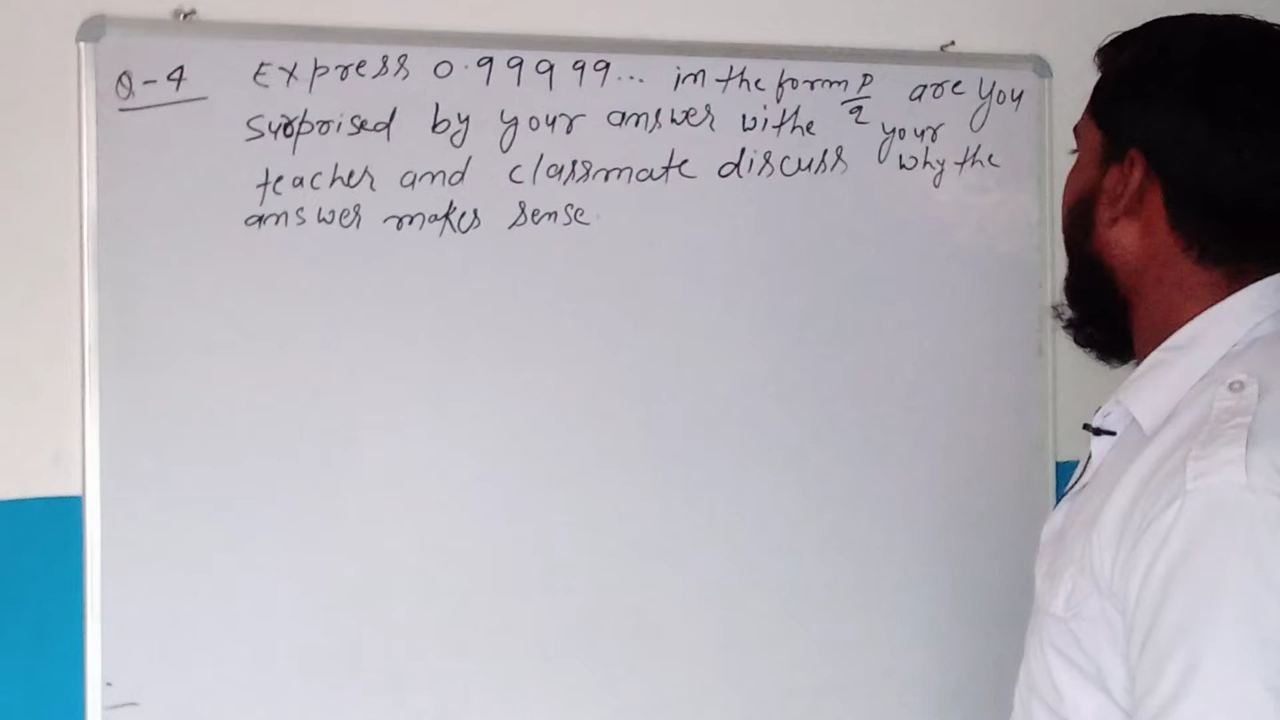 Q-4 Express 0.99999... in the form p/q are you
surprised by your answer withe your
teacher and classmate discuss why the
answer makes sense